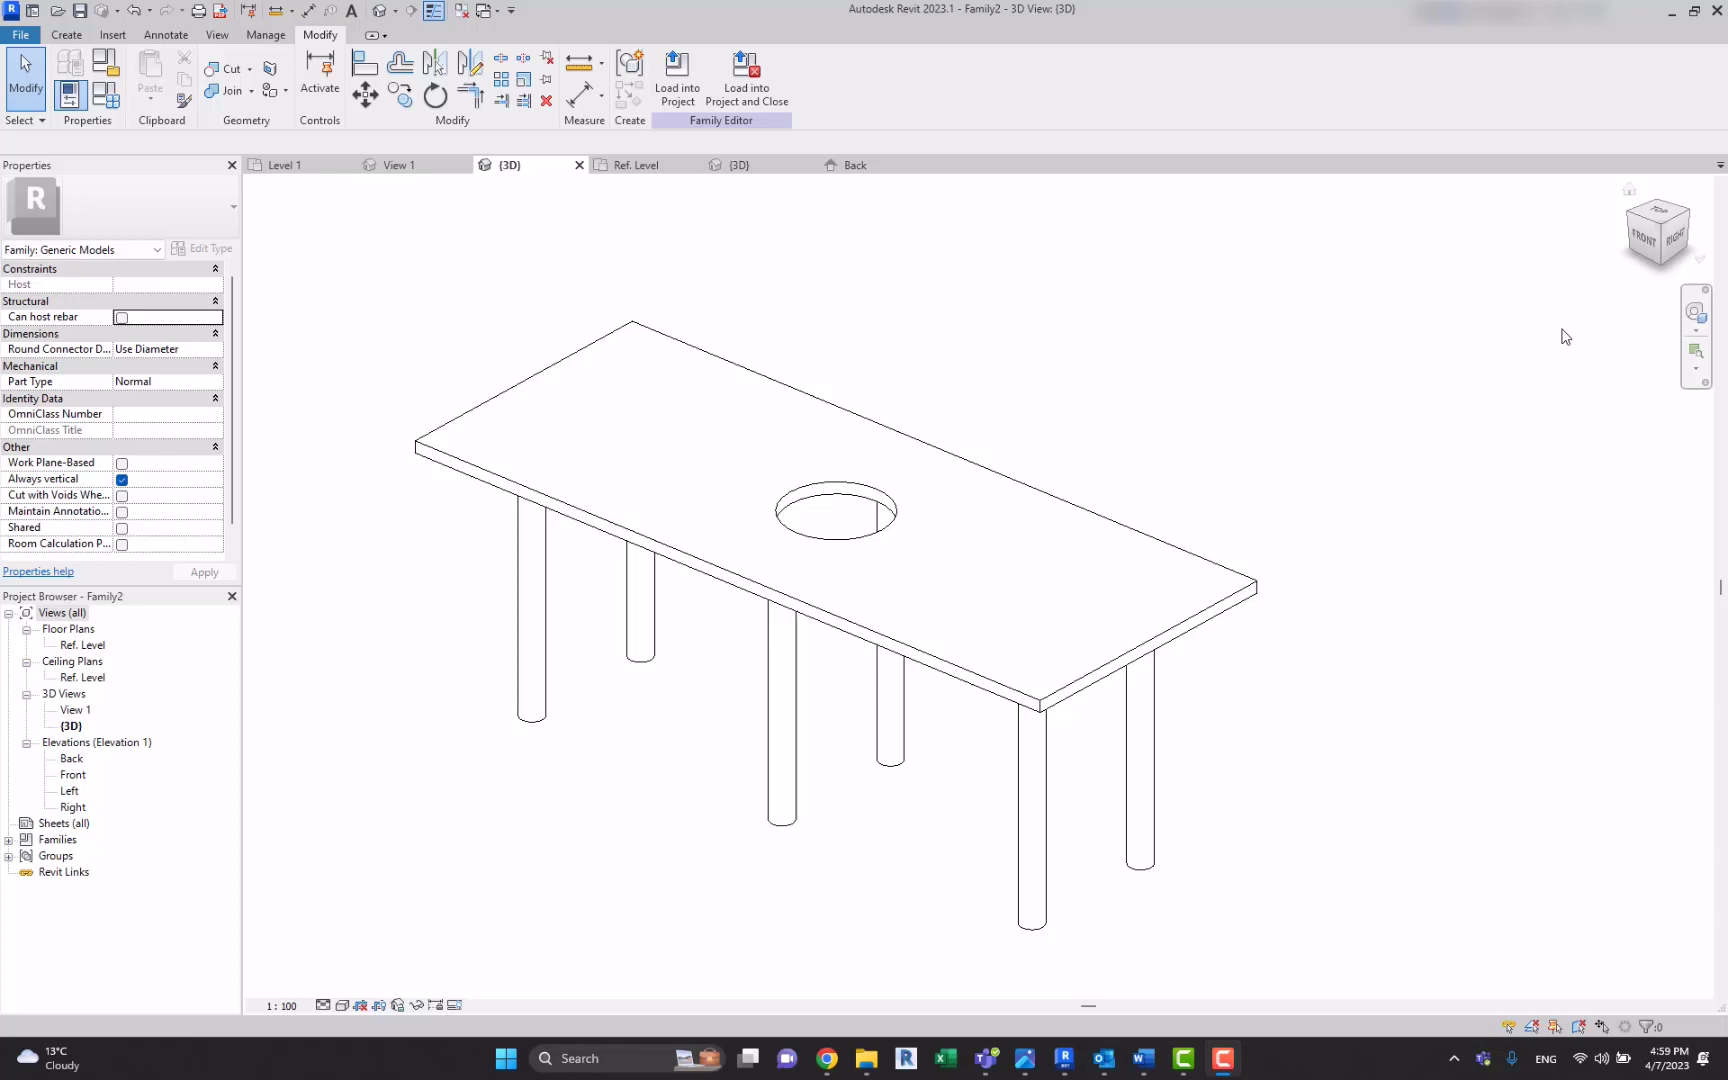 Autodesk Revit 2023.1 - Family2 - 3D View: {3D}
File Create Insert Annotate View Manage Modify
Modify
Select
Properties
Paste
Clipboard
Cut
Join
Geometry
Activate
Controls
Modify
Measure
Create
Load into
Project
Load into
Project and Close
Family Editor
Properties
Level 1
View 1
{3D}
Ref. Level
{3D}
Back
R
Family: Generic Models
Edit Type
Constraints
Host
Structural
Can host rebar
Dimensions
Round Connector D... Use Diameter
Mechanical
Part Type Normal
Identity Data
OmniClass Number
OmniClass Title
Other
Work Plane-Based
Always vertical
Cut with Voids Whe...
Maintain Annotatio...
Shared
Room Calculation P...
Properties help
Apply
Project Browser - Family2
Views (all)
Floor Plans
Ref. Level
Ceiling Plans
Ref. Level
3D Views
View 1
{3D}
Elevations (Elevation 1)
Back
Front
Left
Right
Sheets (all)
Families
Groups
Revit Links
TOP
FRONT
RIGHT
1 : 100
:0
13°C
Cloudy
Search
ENG
4:59 PM
4/7/2023